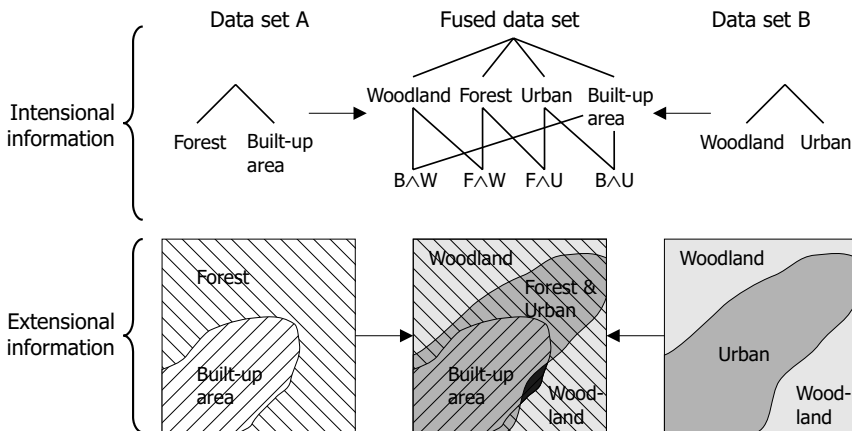 Data set A
Fused data set
Data set B
Intensional
information
Forest
Built-up
area
Woodland
Forest
Urban
Built-up
area
B∧W
F∧W
F∧U
B∧U
Woodland
Urban
Extensional
information
Forest
Built-up
area
Woodland
Forest &
Urban
Built-up
area
Wood-
land
Woodland
Urban
Wood-
land